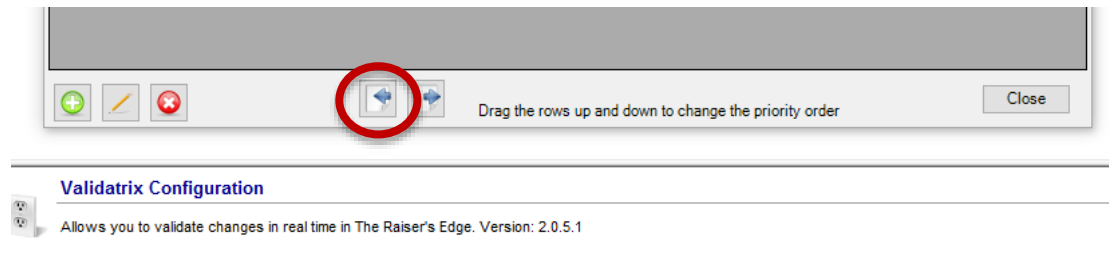 Drag the rows up and down to change the priority order
Close
Validatrix Configuration
Allows you to validate changes in real time in The Raiser's Edge. Version: 2.0.5.1